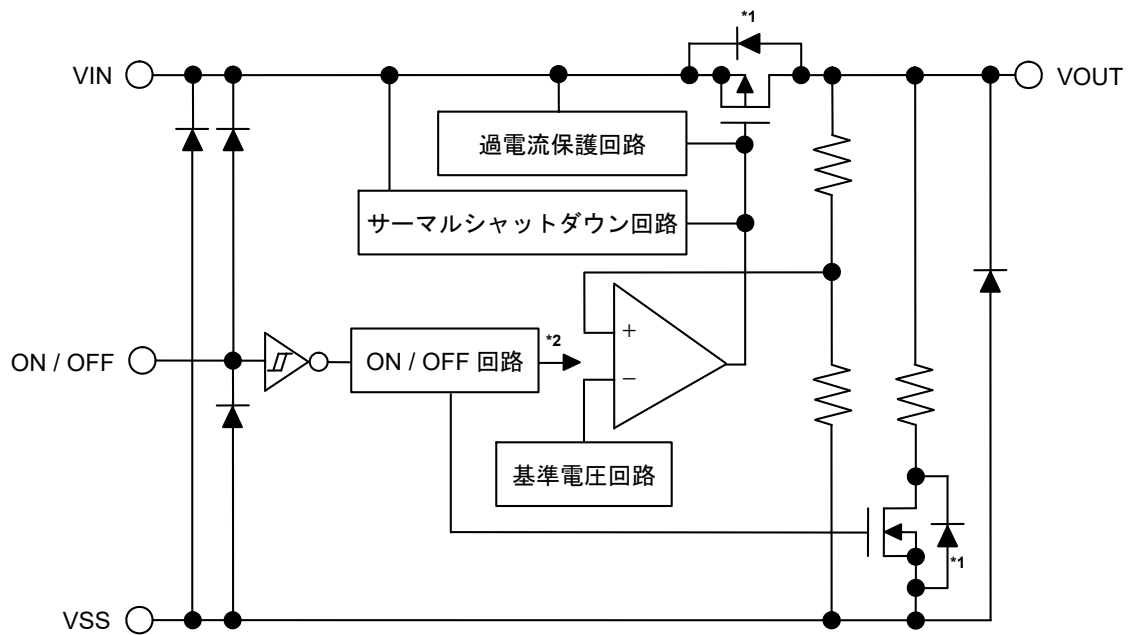 *1
VIN
VOUT
過電流保護回路
サーマルシャットダウン回路
ON / OFF
ON / OFF 回路
*2
+
−
基準電圧回路
*1
VSS